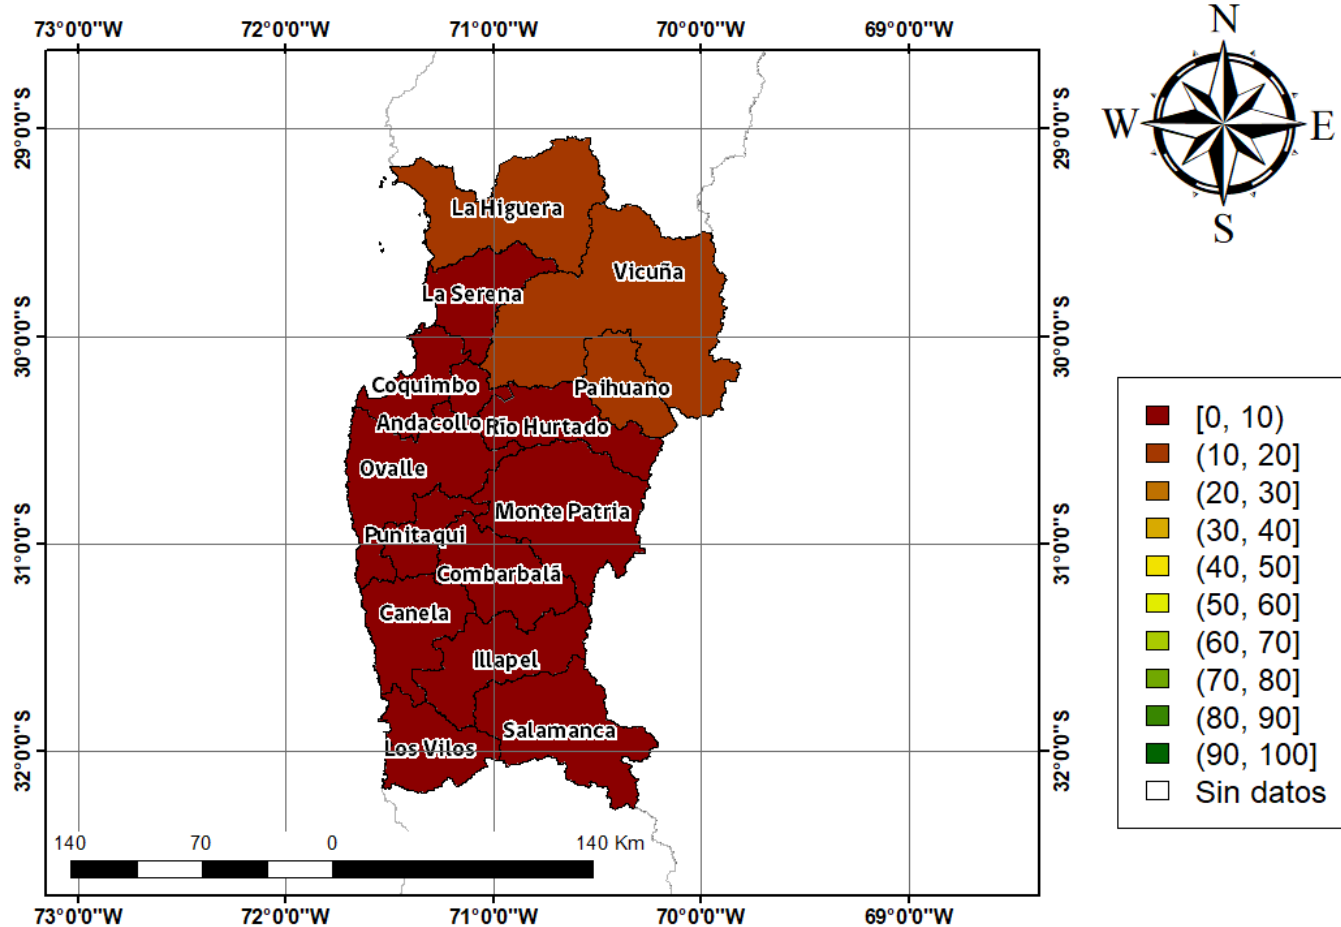 73°0'0"W 72°0'0"W 71°0'0"W 70°0'0"W 69°0'0"W
N
W E
S
29°0'0"S 29°0'0"S
La Higuera
Vicuña
La Serena
30°0'0"S 30°0'0"S
Coquimbo Paihuano
Andacollo Río Hurtado
Ovalle
Monte Patria
Punitaqui
31°0'0"S 31°0'0"S
Combarbalá
Canela
Illapel
Salamanca
Los Vilos
32°0'0"S 32°0'0"S
[0, 10)
(10, 20]
(20, 30]
(30, 40]
(40, 50]
(50, 60]
(60, 70]
(70, 80]
(80, 90]
(90, 100]
Sin datos
140 70 0 140 Km
73°0'0"W 72°0'0"W 71°0'0"W 70°0'0"W 69°0'0"W